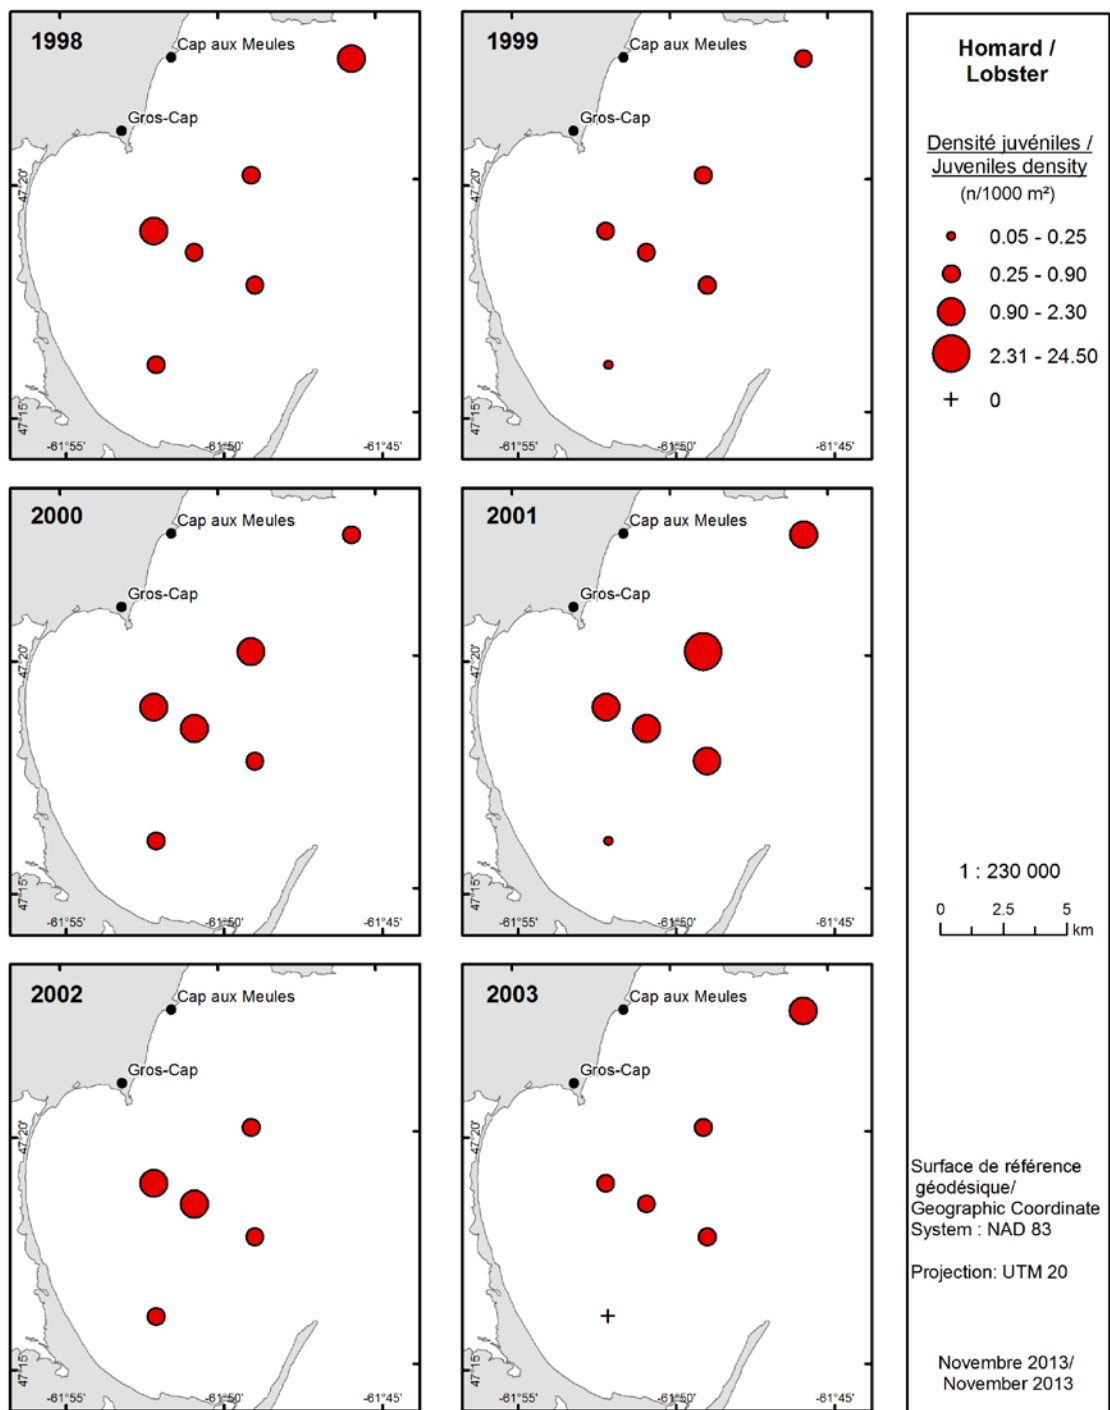 1998
Cap aux Meules
Gros-Cap
47°20'
47°15'
-61°55'
-61°50'
-61°45'
1999
Cap aux Meules
Gros-Cap
47°20'
47°15'
-61°55'
-61°50'
-61°45'
2000
Cap aux Meules
Gros-Cap
47°20'
47°15'
-61°55'
-61°50'
-61°45'
2001
Cap aux Meules
Gros-Cap
47°20'
47°15'
-61°55'
-61°50'
-61°45'
2002
Cap aux Meules
Gros-Cap
47°20'
47°15'
-61°55'
-61°50'
-61°45'
2003
Cap aux Meules
Gros-Cap
47°20'
47°15'
-61°55'
-61°50'
-61°45'
Homard /
Lobster
Densité juvéniles /
Juveniles density
(n/1000 m²)
0.05 - 0.25
0.25 - 0.90
0.90 - 2.30
2.31 - 24.50
0
1 : 230 000
0 2.5 5
km
Surface de référence
géodésique/
Geographic Coordinate
System : NAD 83
Projection: UTM 20
Novembre 2013/
November 2013